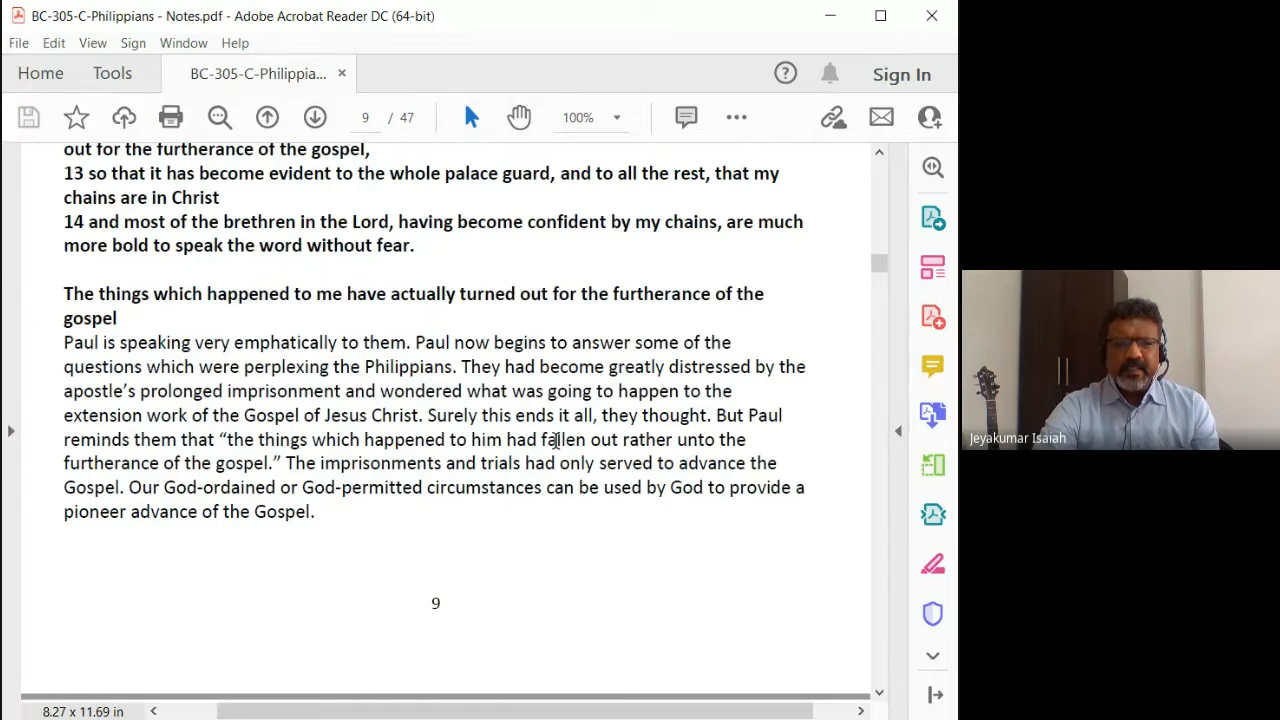 BC-305-C-Philippians - Notes.pdf - Adobe Acrobat Reader DC (64-bit)
File Edit View Sign Window Help
Home Tools BC-305-C-Philippia... × Sign In
9 / 47 100%
out for the furtherance of the gospel,
13 so that it has become evident to the whole palace guard, and to all the rest, that my
chains are in Christ
14 and most of the brethren in the Lord, having become confident by my chains, are much
more bold to speak the word without fear.
The things which happened to me have actually turned out for the furtherance of the
gospel
Paul is speaking very emphatically to them. Paul now begins to answer some of the
questions which were perplexing the Philippians. They had become greatly distressed by the
apostle’s prolonged imprisonment and wondered what was going to happen to the
extension work of the Gospel of Jesus Christ. Surely this ends it all, they thought. But Paul
reminds them that “the things which happened to him had fallen out rather unto the
furtherance of the gospel.” The imprisonments and trials had only served to advance the
Gospel. Our God-ordained or God-permitted circumstances can be used by God to provide a
pioneer advance of the Gospel.
9
8.27 x 11.69 in
Jeyakumar Isaiah